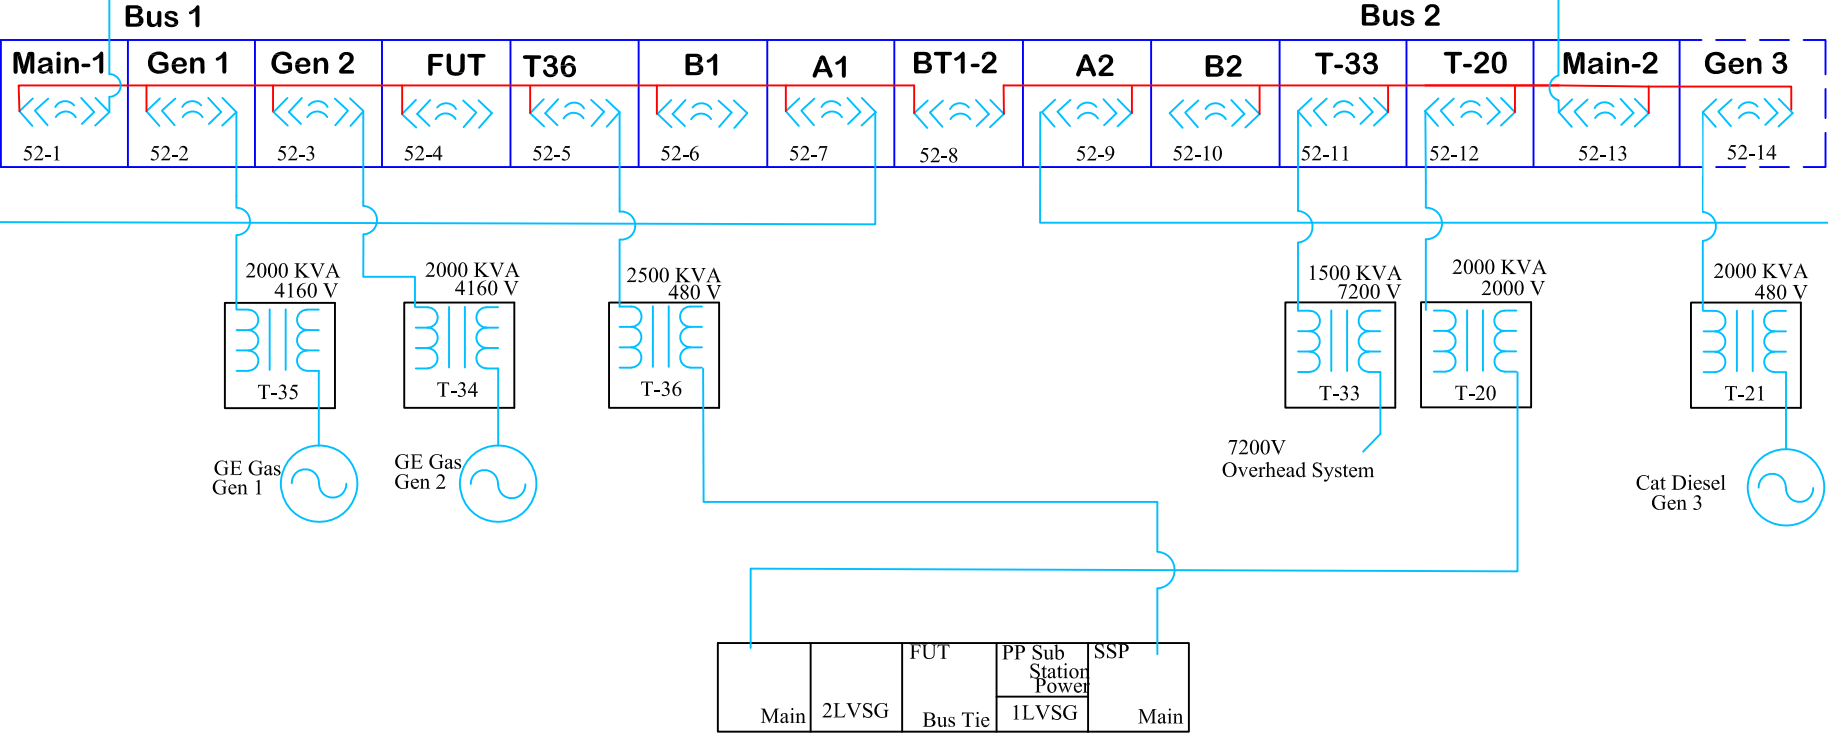 Bus 1
Bus 2
Main-1
Gen 1
Gen 2
FUT
T36
B1
A1
BT1-2
A2
B2
T-33
T-20
Main-2
Gen 3
52-1
52-2
52-3
52-4
52-5
52-6
52-7
52-8
52-9
52-10
52-11
52-12
52-13
52-14
2000 KVA
4160 V
T-35
2000 KVA
4160 V
T-34
2500 KVA
480 V
T-36
1500 KVA
7200 V
T-33
2000 KVA
2000 V
T-20
2000 KVA
480 V
T-21
GE Gas
Gen 1
GE Gas
Gen 2
7200V
Overhead System
Cat Diesel
Gen 3
Main
2LVSG
FUT
Bus Tie
PP Sub
Station
Power
1LVSG
SSP
Main